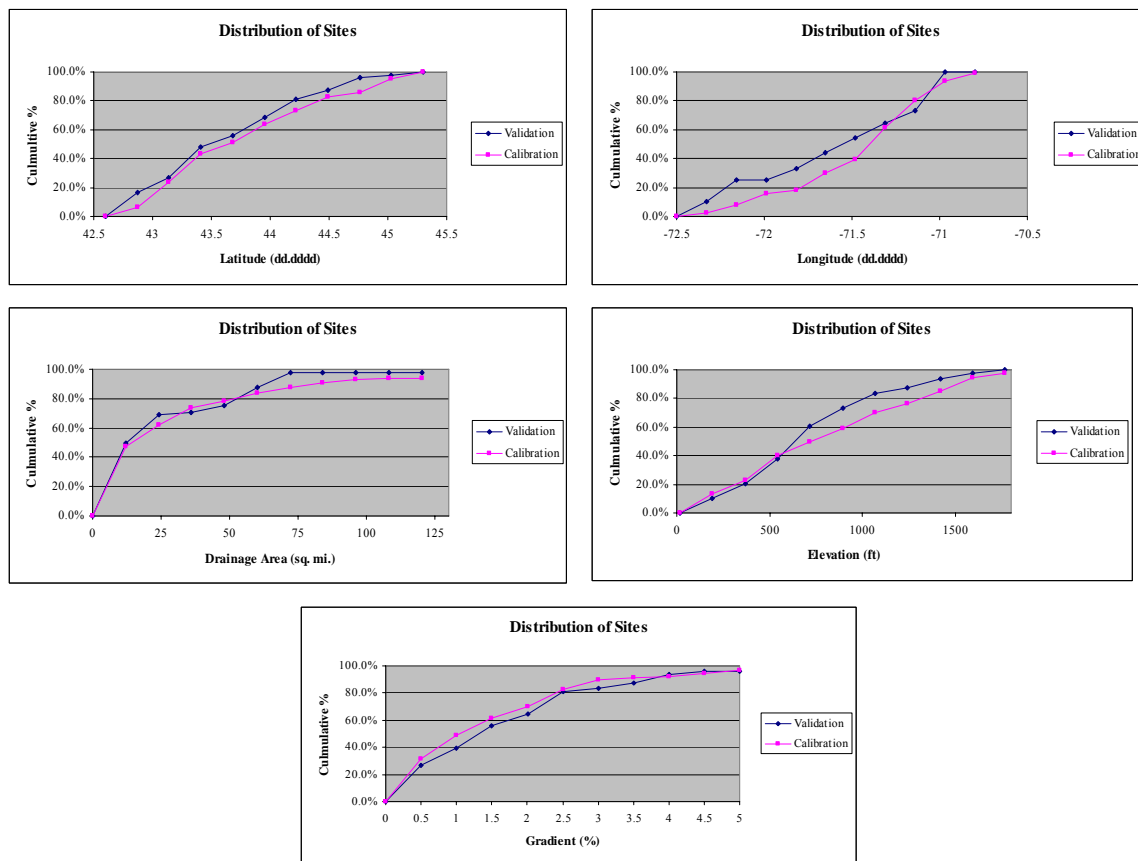 Distribution of Sites
100.0%
80.0%
60.0%
40.0%
20.0%
0.0%
Culmultive %
42.5 43 43.5 44 44.5 45 45.5
Latitude (dd.dddd)
Validation
Calibration
Distribution of Sites
100.0%
80.0%
60.0%
40.0%
20.0%
0.0%
Culmulative %
-72.5 -72 -71.5 -71 -70.5
Longitude (dd.dddd)
Validation
Calibration
Distribution of Sites
100.0%
80.0%
60.0%
40.0%
20.0%
0.0%
Culmulative %
0 25 50 75 100 125
Drainage Area (sq. mi.)
Validation
Calibration
Distribution of Sites
100.0%
80.0%
60.0%
40.0%
20.0%
0.0%
Culmulative %
0 500 1000 1500
Elevation (ft)
Validation
Calibration
Distribution of Sites
100.0%
80.0%
60.0%
40.0%
20.0%
0.0%
Culmulative %
0 0.5 1 1.5 2 2.5 3 3.5 4 4.5 5
Gradient (%)
Validation
Calibration